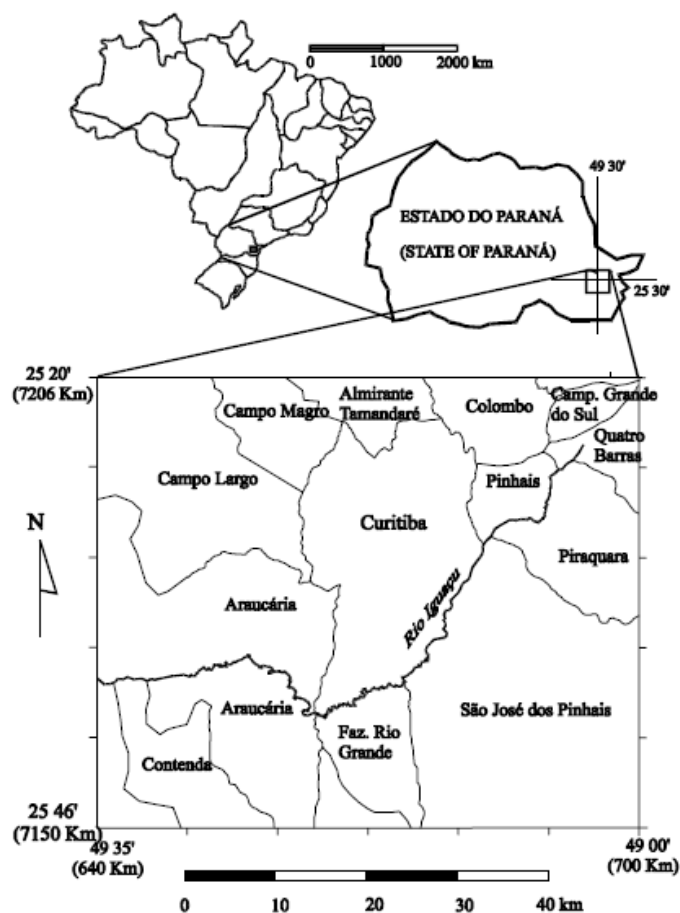 0 1000 2000 km
49 30'
ESTADO DO PARANÁ
(STATE OF PARANÁ)
25 30'
25 20'
(7206 Km)
Campo Magro
Almirante
Tamandaré
Colombo
Camp. Grande
do Sul
Quatro
Barras
Campo Largo
Pinhais
Curitiba
N
Piraquara
Rio Iguaçu
Araucária
Araucária
São José dos Pinhais
Faz. Rio
Grande
Contenda
25 46'
(7150 Km)
49 35'
(640 Km)
49 00'
(700 Km)
0 10 20 30 40 km